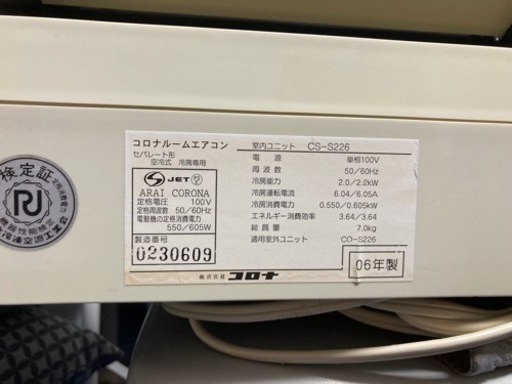 コロナルームエアコン
セパレート形
空冷式 冷房専用
室内ユニット CS-S226
電源 単相100V
周波数 50/60Hz
冷房能力 2.0/2.2kW
冷房運転電流 6.04/6.05A
冷房消費電力 0.550/0.605kW
エネルギー消費効率 3.64/3.64
総質量 7.0kg
適用室外ユニット CO-S226
JET
ARAI CORONA
定格電圧 100V
定格周波数 50/60Hz
電動機の定格消費電力
550/605W
製造番号
0230609
06年製
株式会社 コロナ
検定証